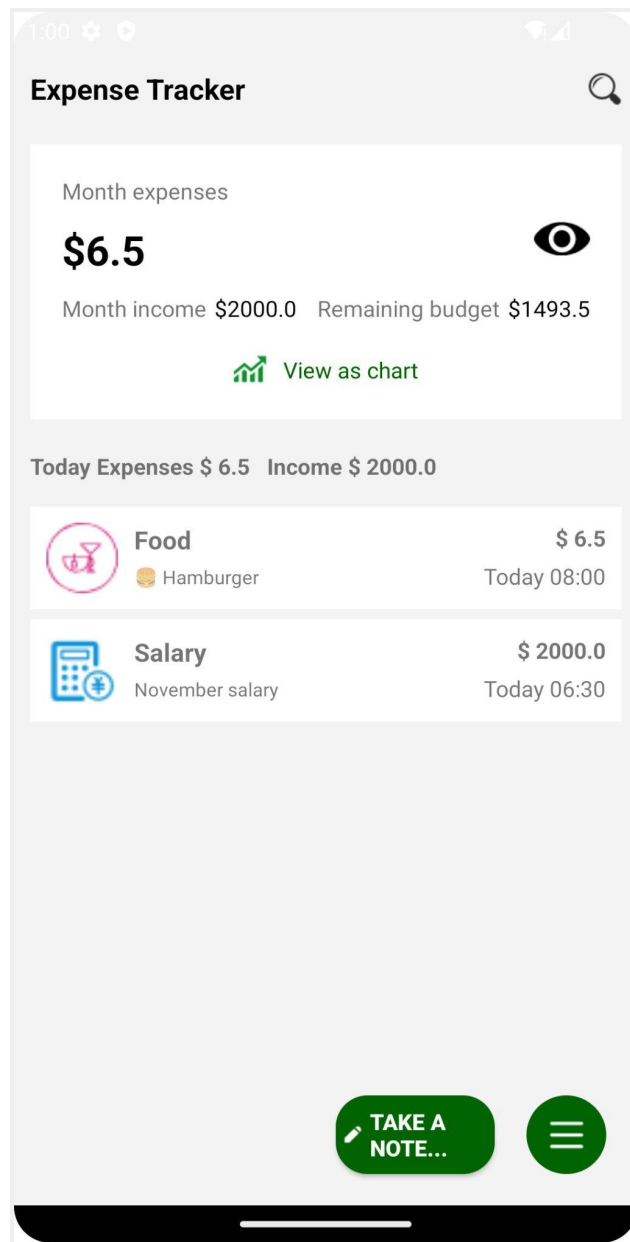 1:00
Expense Tracker
Month expenses
$6.5
Month income $2000.0 Remaining budget $1493.5
View as chart
Today Expenses $ 6.5 Income $ 2000.0
Food $ 6.5
🍔 Hamburger Today 08:00
Salary $ 2000.0
¥
November salary Today 06:30
TAKE A
NOTE...